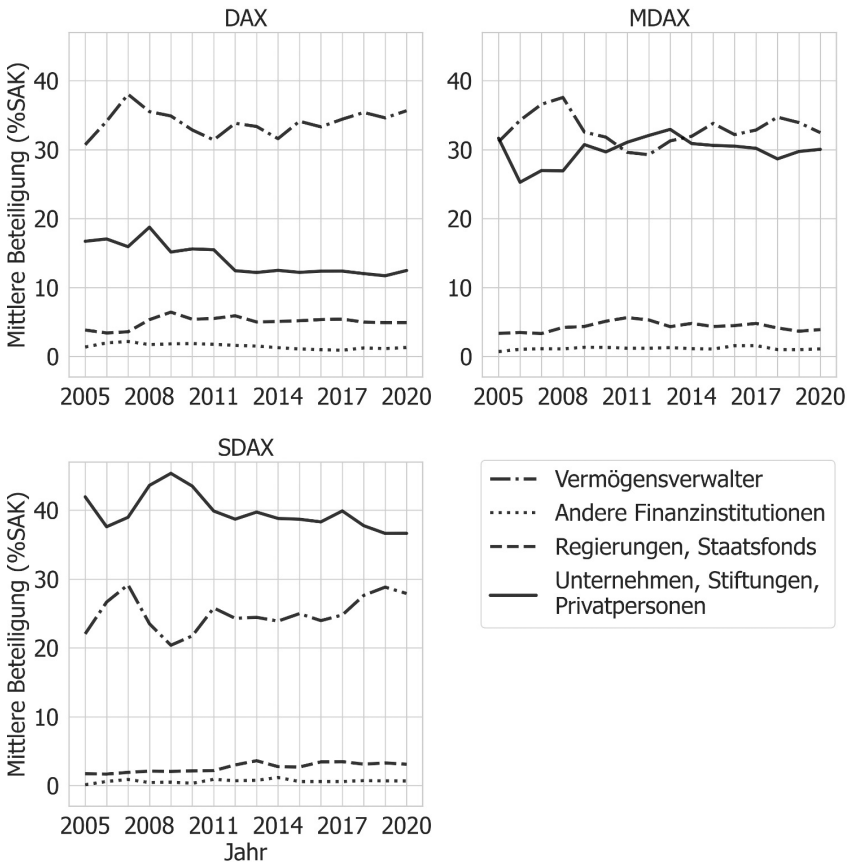 DAX
Mittlere Beteiligung (%SAK)
40
30
20
10
0
2005 2008 2011 2014 2017 2020
MDAX
40
30
20
10
0
2005 2008 2011 2014 2017 2020
SDAX
Mittlere Beteiligung (%SAK)
40
30
20
10
0
2005 2008 2011 2014 2017 2020
Jahr
Vermögensverwalter
Andere Finanzinstitutionen
Regierungen, Staatsfonds
Unternehmen, Stiftungen,
Privatpersonen